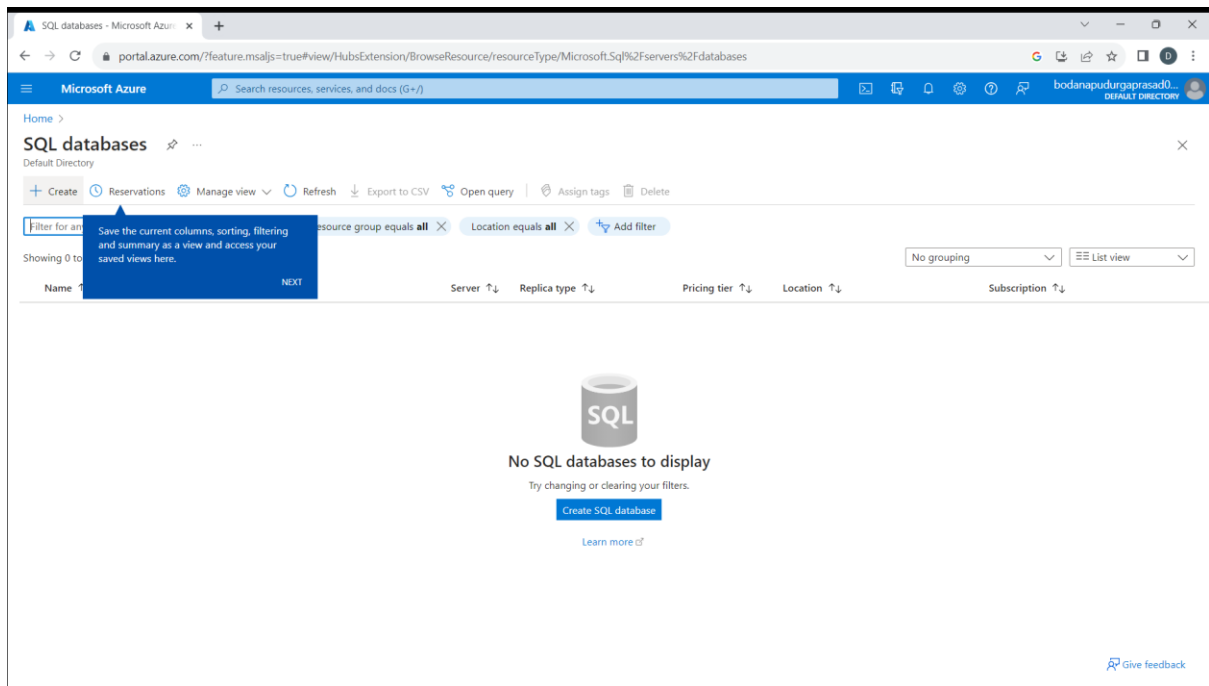 SQL databases - Microsoft Azur
portal.azure.com/?feature.msaljs=true#view/HubsExtension/BrowseResource/resourceType/Microsoft.Sql%2Fservers%2Fdatabases
G
D
Microsoft Azure
Search resources, services, and docs (G+/)
bodanapudurgaprasad0...
DEFAULT DIRECTORY
Home >
SQL databases
Default Directory
+ Create Reservations Manage view Refresh Export to CSV Open query Assign tags Delete
Filter for an
esource group equals all Location equals all Add filter
Save the current columns, sorting, filtering
and summary as a view and access your
saved views here.
NEXT
Showing 0 to
No grouping
List view
Name Server Replica type Pricing tier Location Subscription
SQL
No SQL databases to display
Try changing or clearing your filters.
Create SQL database
Learn more
Give feedback